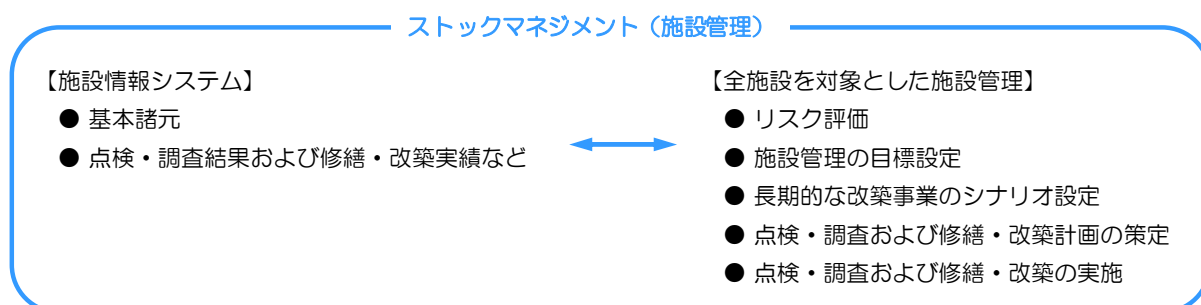 ストックマネジメント（施設管理）
【施設情報システム】
● 基本諸元
● 点検・調査結果および修繕・改築実績など
【全施設を対象とした施設管理】
● リスク評価
● 施設管理の目標設定
● 長期的な改築事業のシナリオ設定
● 点検・調査および修繕・改築計画の策定
● 点検・調査および修繕・改築の実施